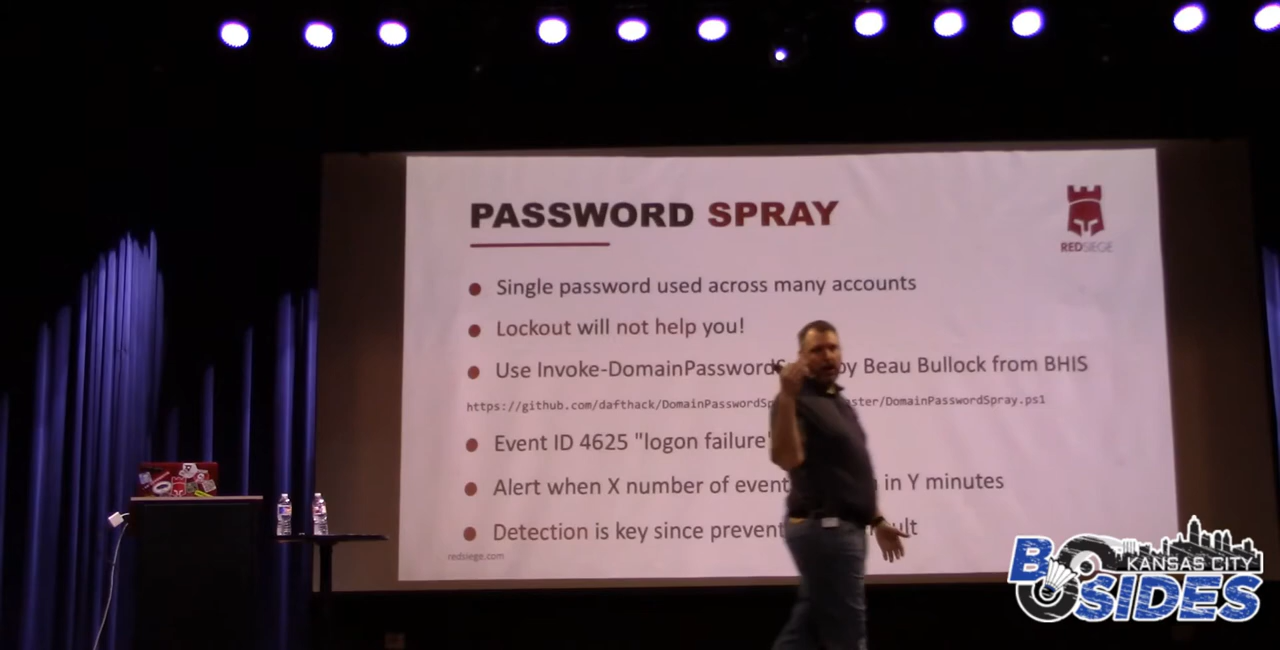 PASSWORD SPRAY
REDSIEGE
Single password used across many accounts
Lockout will not help you!
Use Invoke-DomainPasswordS by Beau Bullock from BHIS
https://github.com/dafthack/DomainPasswordSp ster/DomainPasswordSpray.ps1
Event ID 4625 "logon failure"
Alert when X number of event in Y minutes
Detection is key since prevent ult
redsiege.com
KANSAS CITY
BSIDES